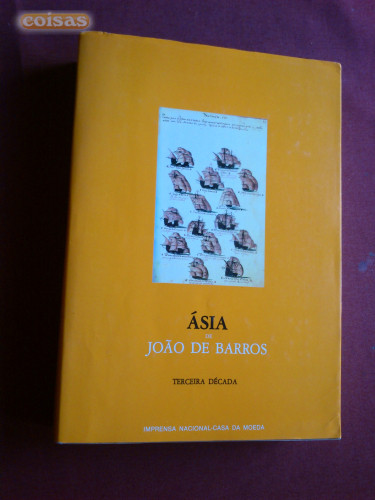 coisas
ÁSIA
DE
JOÃO DE BARROS
TERCEIRA DÉCADA
IMPRENSA NACIONAL-CASA DA MOEDA